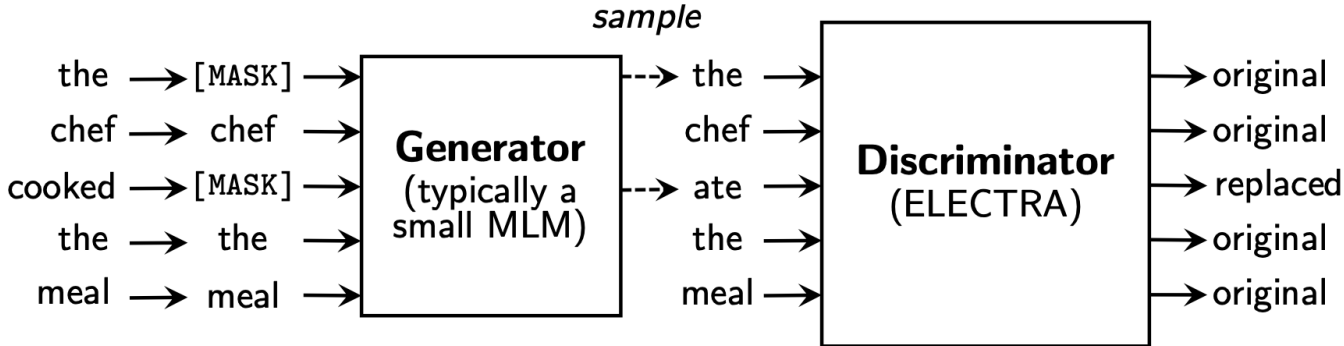 sample
the [MASK] the original
chef chef chef original
cooked [MASK] ate replaced
the the the original
meal meal meal original
Generator
(typically a
small MLM)
Discriminator
(ELECTRA)